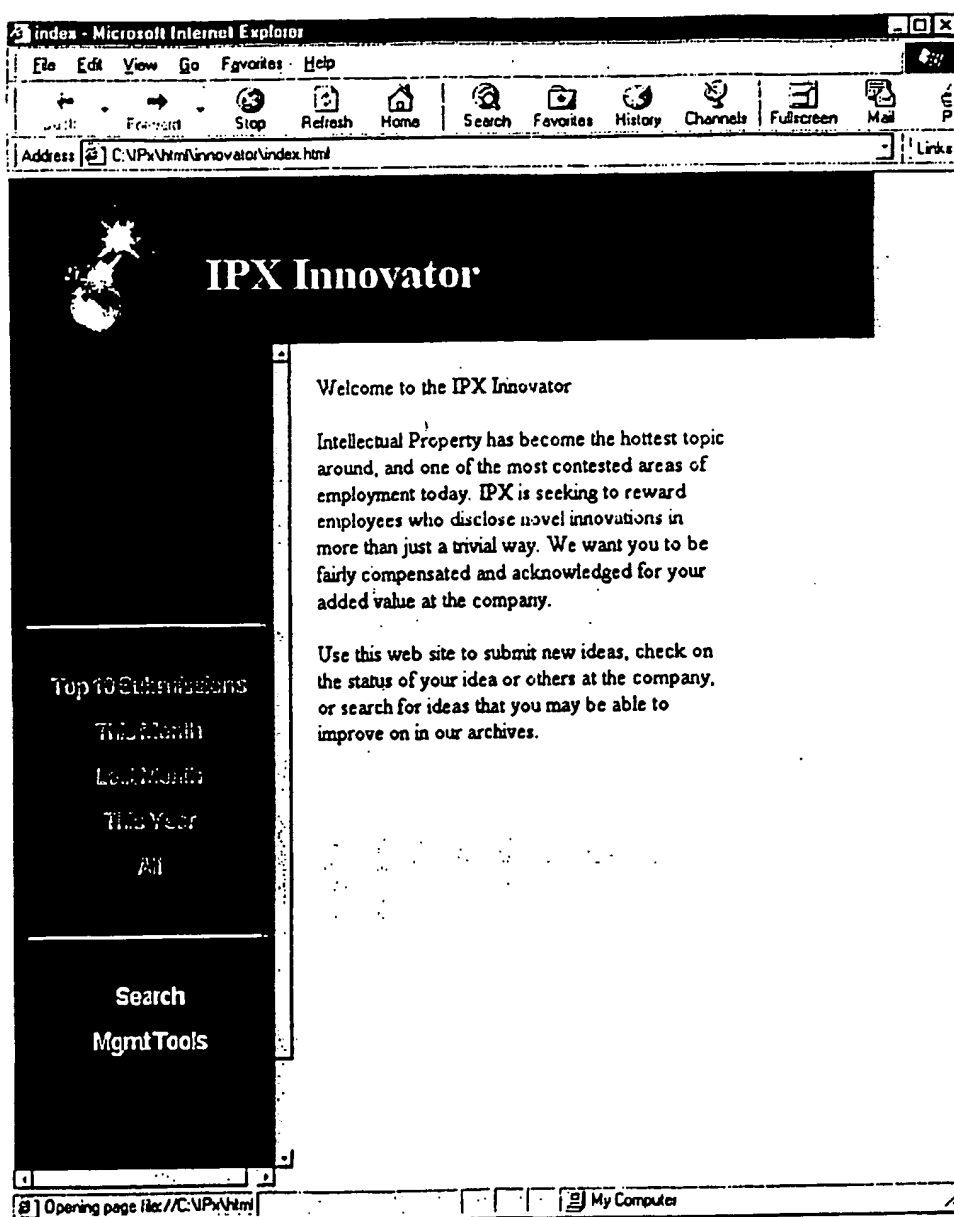 index - Microsoft Internet Explorer
File Edit View Go Favorites Help
Back Forward Stop Refresh Home Search Favorites History Channels Fullscreen Mail P
Address C:\IPx\html\innovator\index.html Links
IPX Innovator
Welcome to the IPX Innovator
Intellectual Property has become the hottest topic
around, and one of the most contested areas of
employment today. IPX is seeking to reward
employees who disclose novel innovations in
more than just a trivial way. We want you to be
fairly compensated and acknowledged for your
added value at the company.
Use this web site to submit new ideas, check on
the status of your idea or others at the company,
or search for ideas that you may be able to
improve on in our archives.
Top 10 Submissions
This Month
Last Month
This Year
All
Search
Mgmt Tools
Opening page file://C:\IPx\html My Computer